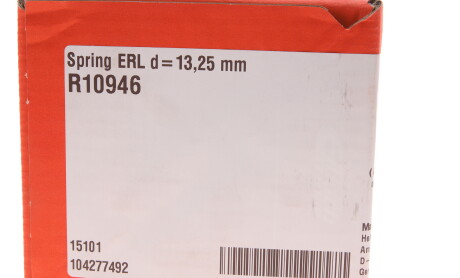 Spring ERL d=13,25 mm
R10946
15101
104277492
D-